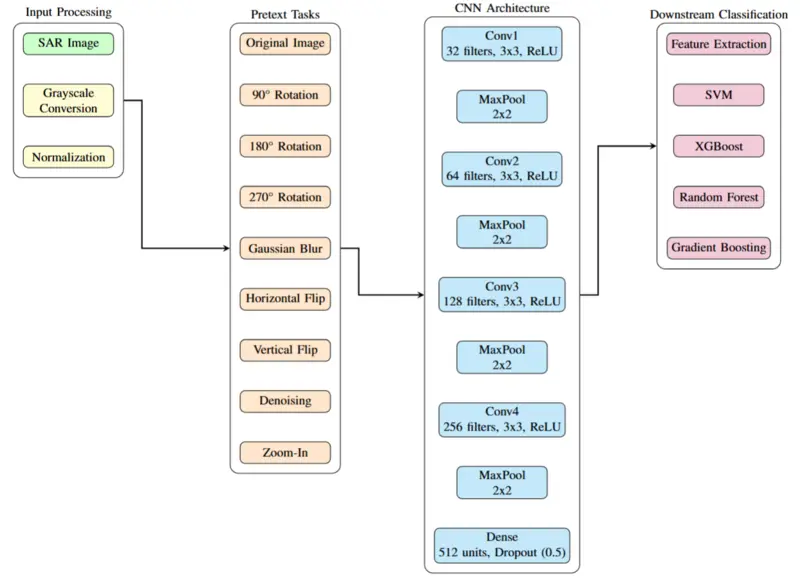 Input Processing
SAR Image
Grayscale
Conversion
Normalization
Pretext Tasks
Original Image
90° Rotation
180° Rotation
270° Rotation
Gaussian Blur
Horizontal Flip
Vertical Flip
Denoising
Zoom-In
CNN Architecture
Conv1
32 filters, 3x3, ReLU
MaxPool
2x2
Conv2
64 filters, 3x3, ReLU
MaxPool
2x2
Conv3
128 filters, 3x3, ReLU
MaxPool
2x2
Conv4
256 filters, 3x3, ReLU
MaxPool
2x2
Dense
512 units, Dropout (0.5)
Downstream Classification
Feature Extraction
SVM
XGBoost
Random Forest
Gradient Boosting